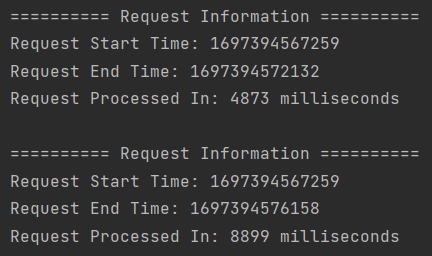 ========== Request Information ==========
Request Start Time: 1697394567259
Request End Time: 1697394572132
Request Processed In: 4873 milliseconds
========== Request Information ==========
Request Start Time: 1697394567259
Request End Time: 1697394576158
Request Processed In: 8899 milliseconds